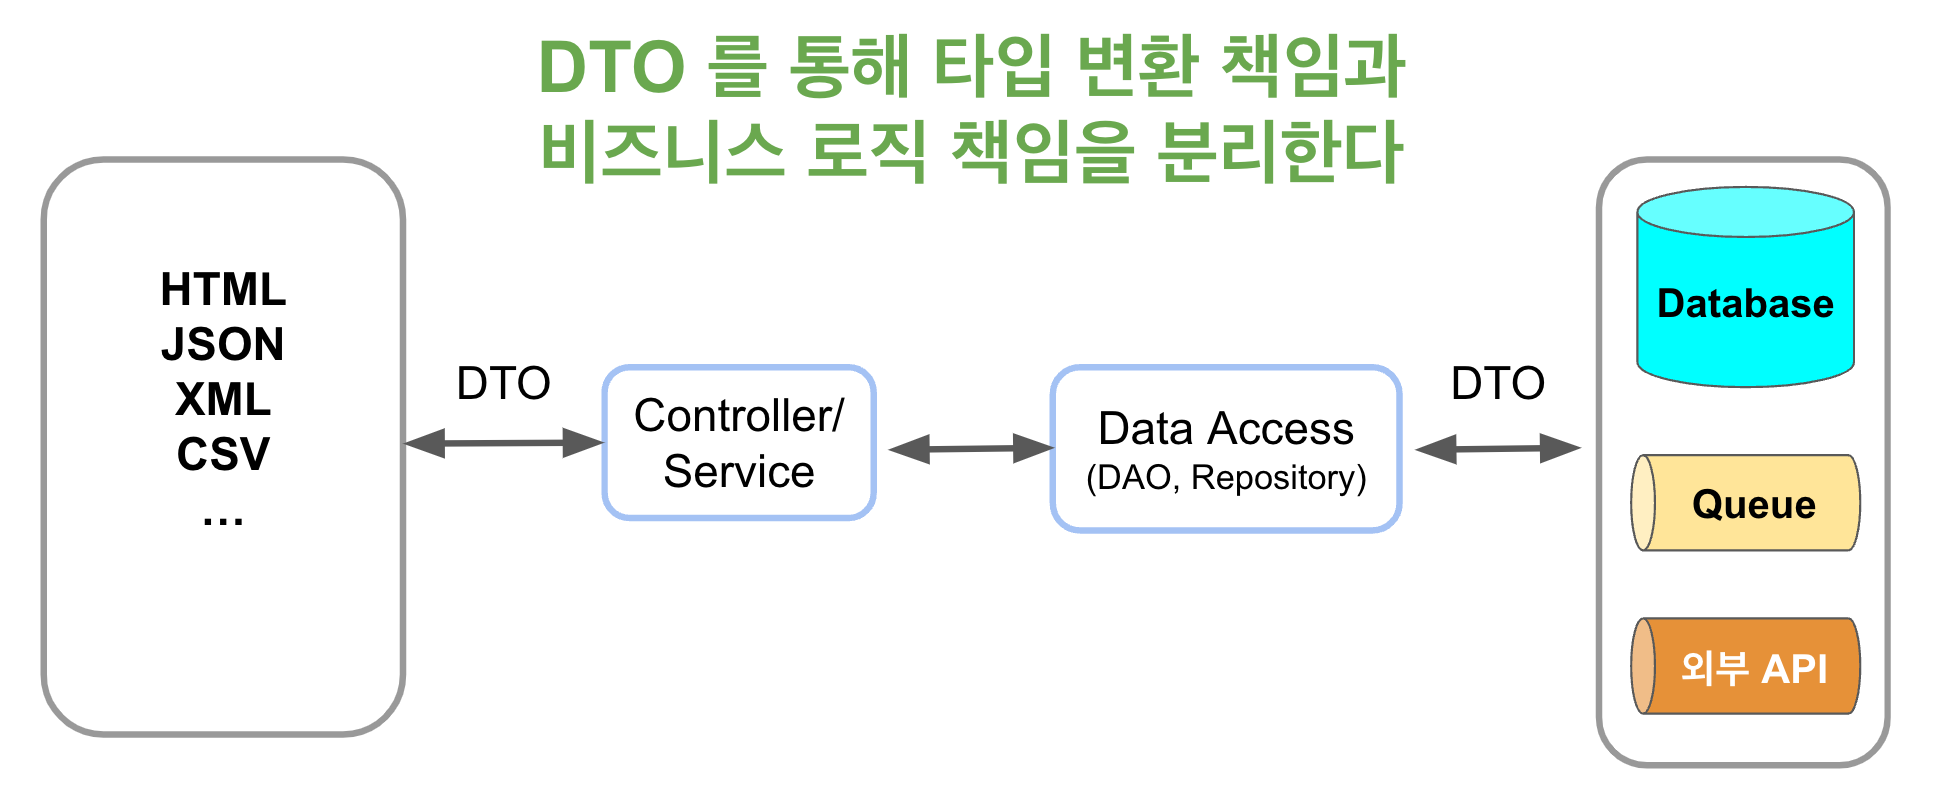 DTO 를 통해 타입 변환 책임과
비즈니스 로직 책임을 분리한다
HTML
JSON
XML
CSV
...
DTO
Controller/
Service
Data Access
(DAO, Repository)
DTO
Database
Queue
외부 API